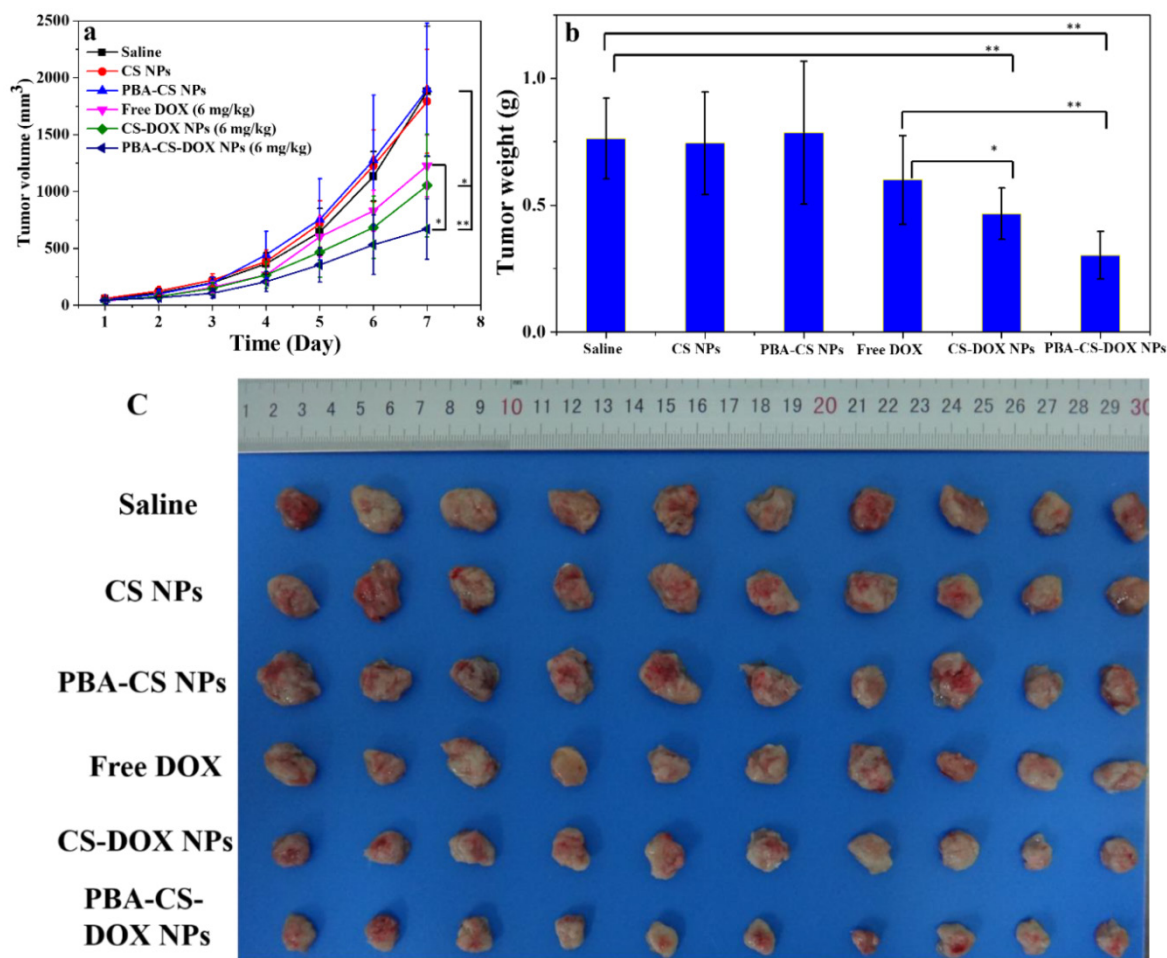 a
Saline
CS NPs
PBA-CS NPs
Free DOX (6 mg/kg)
CS-DOX NPs (6 mg/kg)
PBA-CS-DOX NPs (6 mg/kg)
Tumor volume (mm³)
2500
2000
1500
1000
500
0
1 2 3 4 5 6 7 8
Time (Day)
*
*
**
b
**
**
**
*
Tumor weight (g)
1.0
0.5
0.0
Saline CS NPs PBA-CS NPs Free DOX CS-DOX NPs PBA-CS-DOX NPs
C
1 2 3 4 5 6 7 8 9 10 11 12 13 14 15 16 17 18 19 20 21 22 23 24 25 26 27 28 29 30
Saline
CS NPs
PBA-CS NPs
Free DOX
CS-DOX NPs
PBA-CS-
DOX NPs